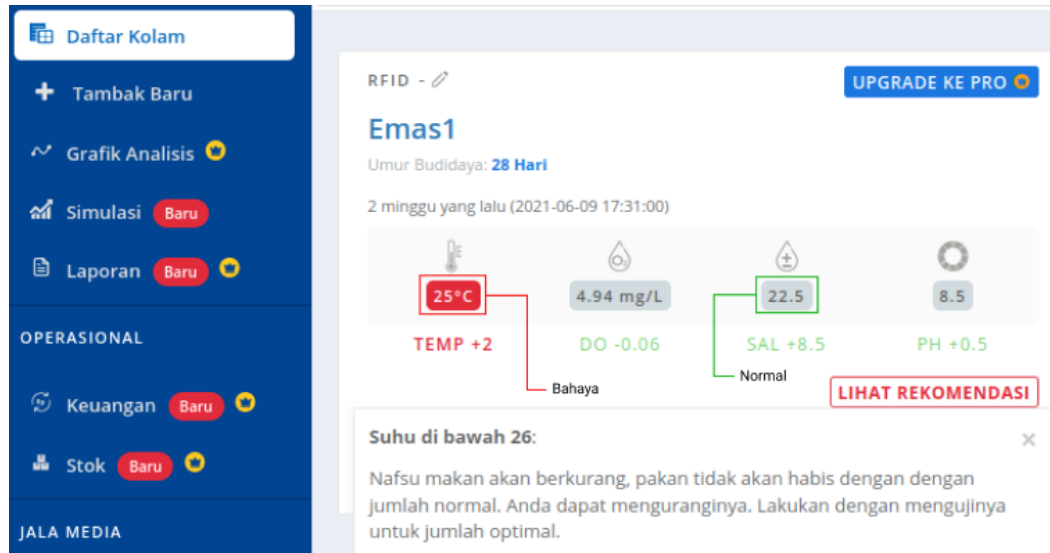 Daftar Kolam
Tambak Baru
Grafik Analisis
Simulasi Baru
Laporan Baru
OPERASIONAL
Keuangan Baru
Stok Baru
JALA MEDIA
RFID -
UPGRADE KE PRO
Emas1
Umur Budidaya: 28 Hari
2 minggu yang lalu (2021-06-09 17:31:00)
O₂
±
25°C 4.94 mg/L 22.5 8.5
TEMP +2 DO -0.06 SAL +8.5 PH +0.5
Bahaya Normal
LIHAT REKOMENDASI
Suhu di bawah 26: ×
Nafsu makan akan berkurang, pakan tidak akan habis dengan dengan
jumlah normal. Anda dapat menguranginya. Lakukan dengan mengujinya
untuk jumlah optimal.